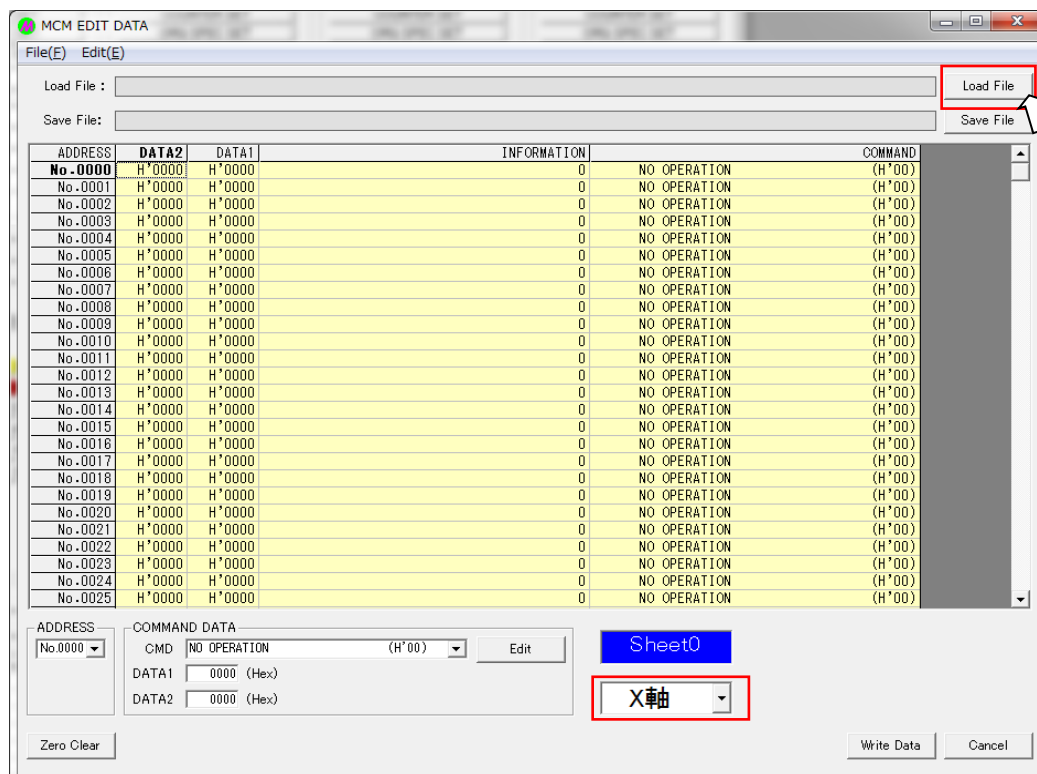 MCM EDIT DATA
File(F) Edit(E)
Load File : Load File
Save File: Save File
ADDRESS DATA2 DATA1 INFORMATION COMMAND
No.0000 H'0000 H'0000 0 NO OPERATION (H'00)
No.0001 H'0000 H'0000 0 NO OPERATION (H'00)
No.0002 H'0000 H'0000 0 NO OPERATION (H'00)
No.0003 H'0000 H'0000 0 NO OPERATION (H'00)
No.0004 H'0000 H'0000 0 NO OPERATION (H'00)
No.0005 H'0000 H'0000 0 NO OPERATION (H'00)
No.0006 H'0000 H'0000 0 NO OPERATION (H'00)
No.0007 H'0000 H'0000 0 NO OPERATION (H'00)
No.0008 H'0000 H'0000 0 NO OPERATION (H'00)
No.0009 H'0000 H'0000 0 NO OPERATION (H'00)
No.0010 H'0000 H'0000 0 NO OPERATION (H'00)
No.0011 H'0000 H'0000 0 NO OPERATION (H'00)
No.0012 H'0000 H'0000 0 NO OPERATION (H'00)
No.0013 H'0000 H'0000 0 NO OPERATION (H'00)
No.0014 H'0000 H'0000 0 NO OPERATION (H'00)
No.0015 H'0000 H'0000 0 NO OPERATION (H'00)
No.0016 H'0000 H'0000 0 NO OPERATION (H'00)
No.0017 H'0000 H'0000 0 NO OPERATION (H'00)
No.0018 H'0000 H'0000 0 NO OPERATION (H'00)
No.0019 H'0000 H'0000 0 NO OPERATION (H'00)
No.0020 H'0000 H'0000 0 NO OPERATION (H'00)
No.0021 H'0000 H'0000 0 NO OPERATION (H'00)
No.0022 H'0000 H'0000 0 NO OPERATION (H'00)
No.0023 H'0000 H'0000 0 NO OPERATION (H'00)
No.0024 H'0000 H'0000 0 NO OPERATION (H'00)
No.0025 H'0000 H'0000 0 NO OPERATION (H'00)
ADDRESS COMMAND DATA
No.0000 CMD NO OPERATION (H'00) Edit Sheet0
DATA1 0000 (Hex)
DATA2 0000 (Hex) X軸
Zero Clear Write Data Cancel